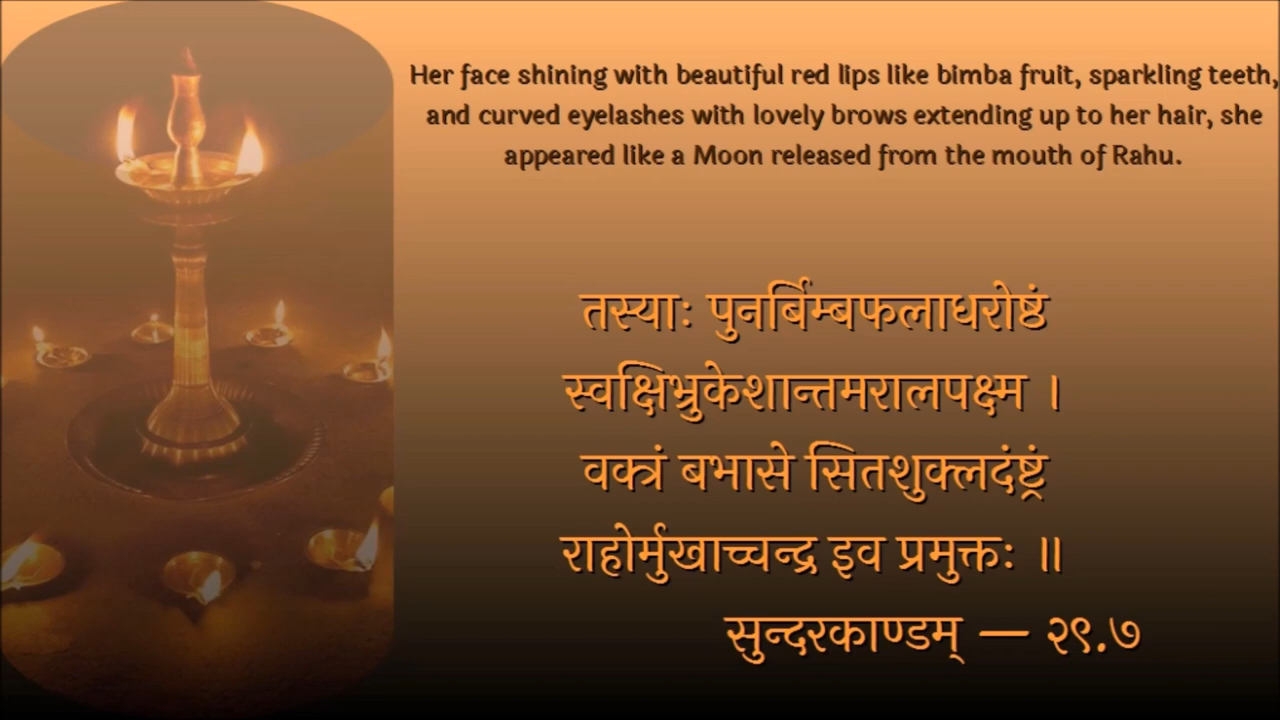 Her face shining with beautiful red lips like bimba fruit, sparkling teeth,
and curved eyelashes with lovely brows extending up to her hair, she
appeared like a Moon released from the mouth of Rahu.
तस्याः पुनर्बिम्बफलाधरोष्ठं
स्वक्षिभ्रुकेशान्तमरालपक्ष्म ।
वक्त्रं बभासे सितशुक्लदंष्ट्रं
राहोर्मुखाच्चन्द्र इव प्रमुक्तः ॥
सुन्दरकाण्डम् — २९.७